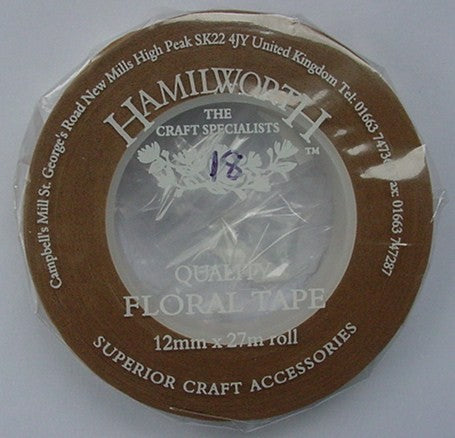 Campbell's Mill St. George's Road New Mills High Peak SK22 4JY United Kingdom Tel: 01663 Fax: 01663 747287
HAMILWORTH
THE
CRAFT SPECIALISTS
TM
18
QUALITY
FLORAL TAPE
12mm x 27m roll
SUPERIOR CRAFT ACCESSORIES